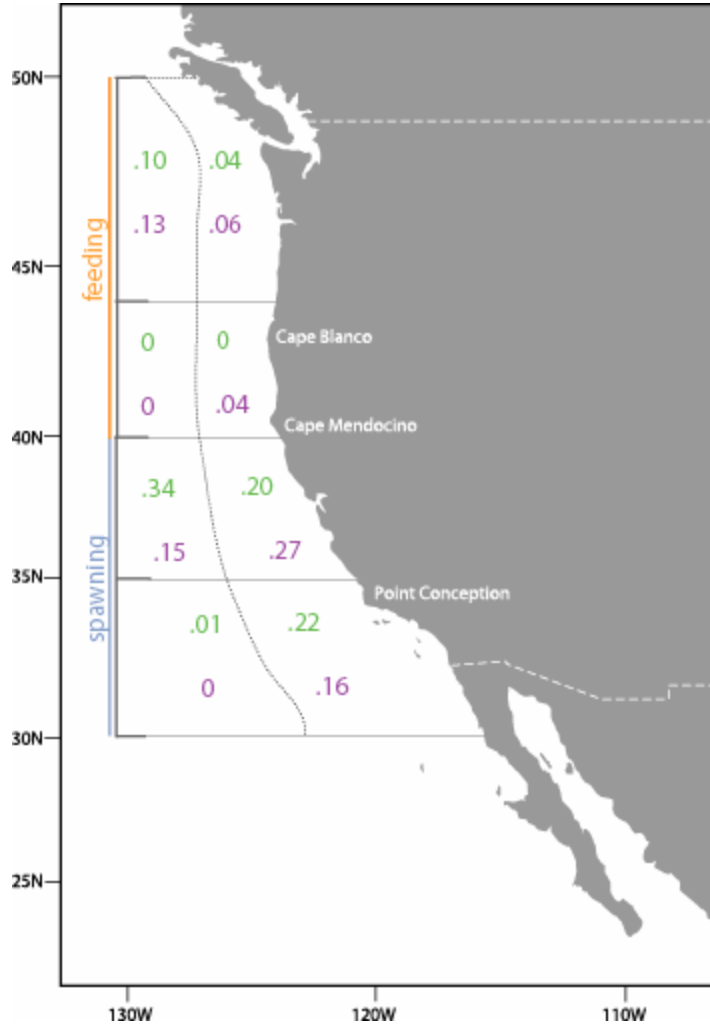 50N
.10 .04
.13 .06
feeding
45N
Cape Blanco
0 0
0 .04
Cape Mendocino
40N
.34 .20
.15 .27
spawning
35N
Point Conception
.01 .22
0 .16
30N
25N
130W 120W 110W